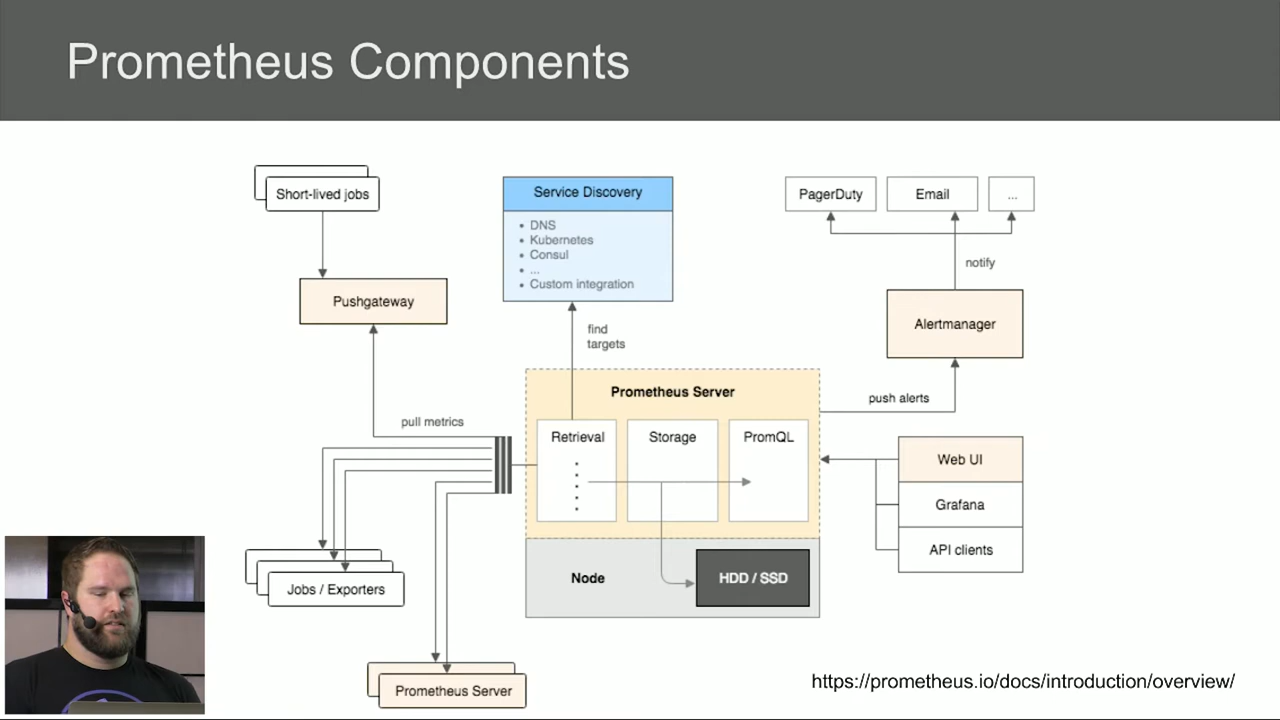 Prometheus Components
Short-lived jobs
Pushgateway
pull metrics
Jobs / Exporters
Prometheus Server
Service Discovery
• DNS
• Kubernetes
• Consul
• ...
• Custom integration
find
targets
Prometheus Server
Retrieval
Storage
PromQL
Node
HDD / SSD
PagerDuty
Email
...
notify
Alertmanager
push alerts
Web UI
Grafana
API clients
https://prometheus.io/docs/introduction/overview/